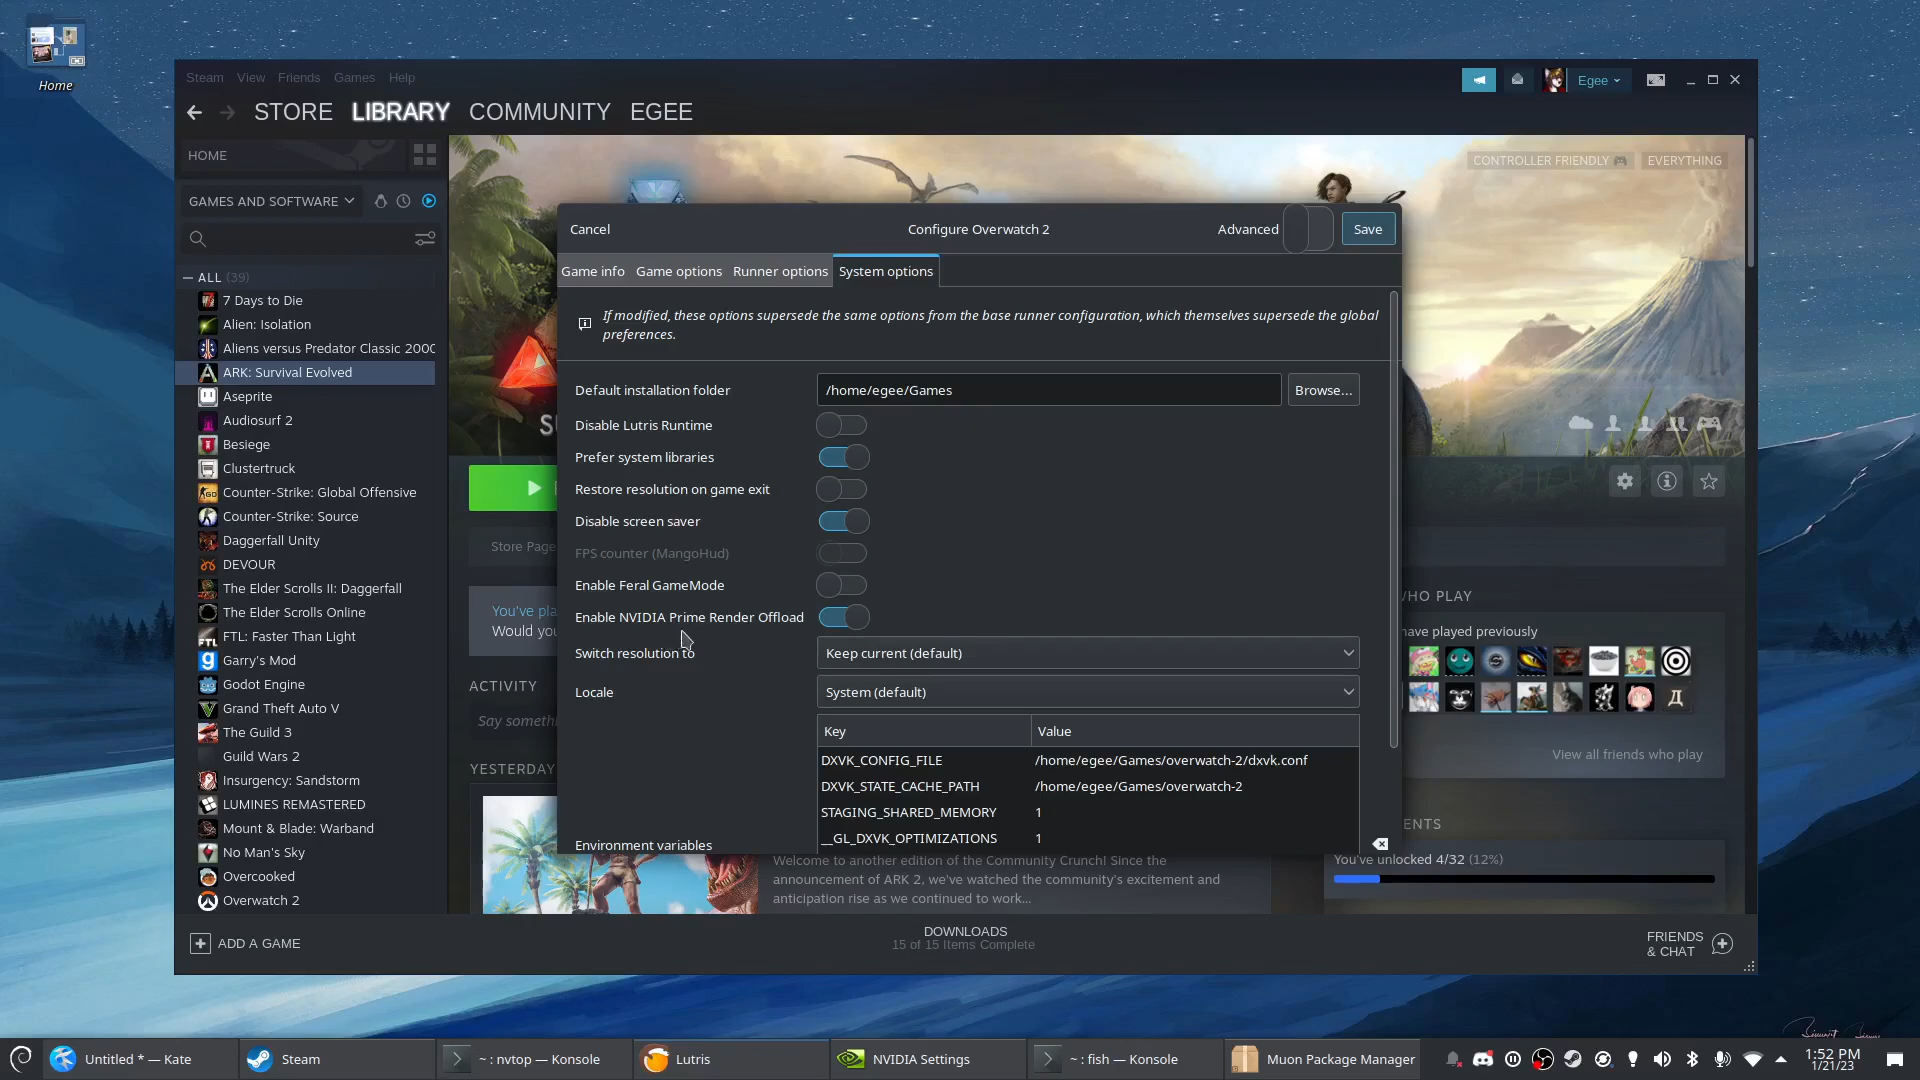 Home
Steam View Friends Games Help
Egee
STORE LIBRARY COMMUNITY EGEE
HOME
GAMES AND SOFTWARE
ALL (39)
7 Days to Die
Alien: Isolation
Aliens versus Predator Classic 2000
ARK: Survival Evolved
Aseprite
Audiosurf 2
Besiege
Clustertruck
Counter-Strike: Global Offensive
Counter-Strike: Source
Daggerfall Unity
DEVOUR
The Elder Scrolls II: Daggerfall
The Elder Scrolls Online
FTL: Faster Than Light
Garry's Mod
Godot Engine
Grand Theft Auto V
The Guild 3
Guild Wars 2
Insurgency: Sandstorm
LUMINES REMASTERED
Mount & Blade: Warband
No Man's Sky
Overcooked
Overwatch 2
CONTROLLER FRIENDLY EVERYTHING
Cancel Configure Overwatch 2 Advanced Save
Game info Game options Runner options System options
If modified, these options supersede the same options from the base runner configuration, which themselves supersede the global
preferences.
Default installation folder /home/egee/Games Browse...
Disable Lutris Runtime
Prefer system libraries
Restore resolution on game exit
Disable screen saver
FPS counter (MangoHud)
Enable Feral GameMode
Enable NVIDIA Prime Render Offload
Switch resolution to Keep current (default)
Locale System (default)
Key Value
DXVK_CONFIG_FILE /home/egee/Games/overwatch-2/dxvk.conf
DXVK_STATE_CACHE_PATH /home/egee/Games/overwatch-2
STAGING_SHARED_MEMORY 1
__GL_DXVK_OPTIMIZATIONS 1
Environment variables
Store Page
You've pla
Would you
ACTIVITY
Say someth
YESTERDAY
Welcome to another edition of the Community Crunch! Since the
announcement of ARK 2, we've watched the community's excitement and
anticipation rise as we continued to work...
HO PLAY
have played previously
View all friends who play
ENTS
You've unlocked 4/32 (12%)
ADD A GAME
DOWNLOADS
15 of 15 Items Complete
FRIENDS
& CHAT
Untitled * — Kate
Steam
~ : nvtop — Konsole
Lutris
NVIDIA Settings
~ : fish — Konsole
Muon Package Manager
1:52 PM
1/21/23